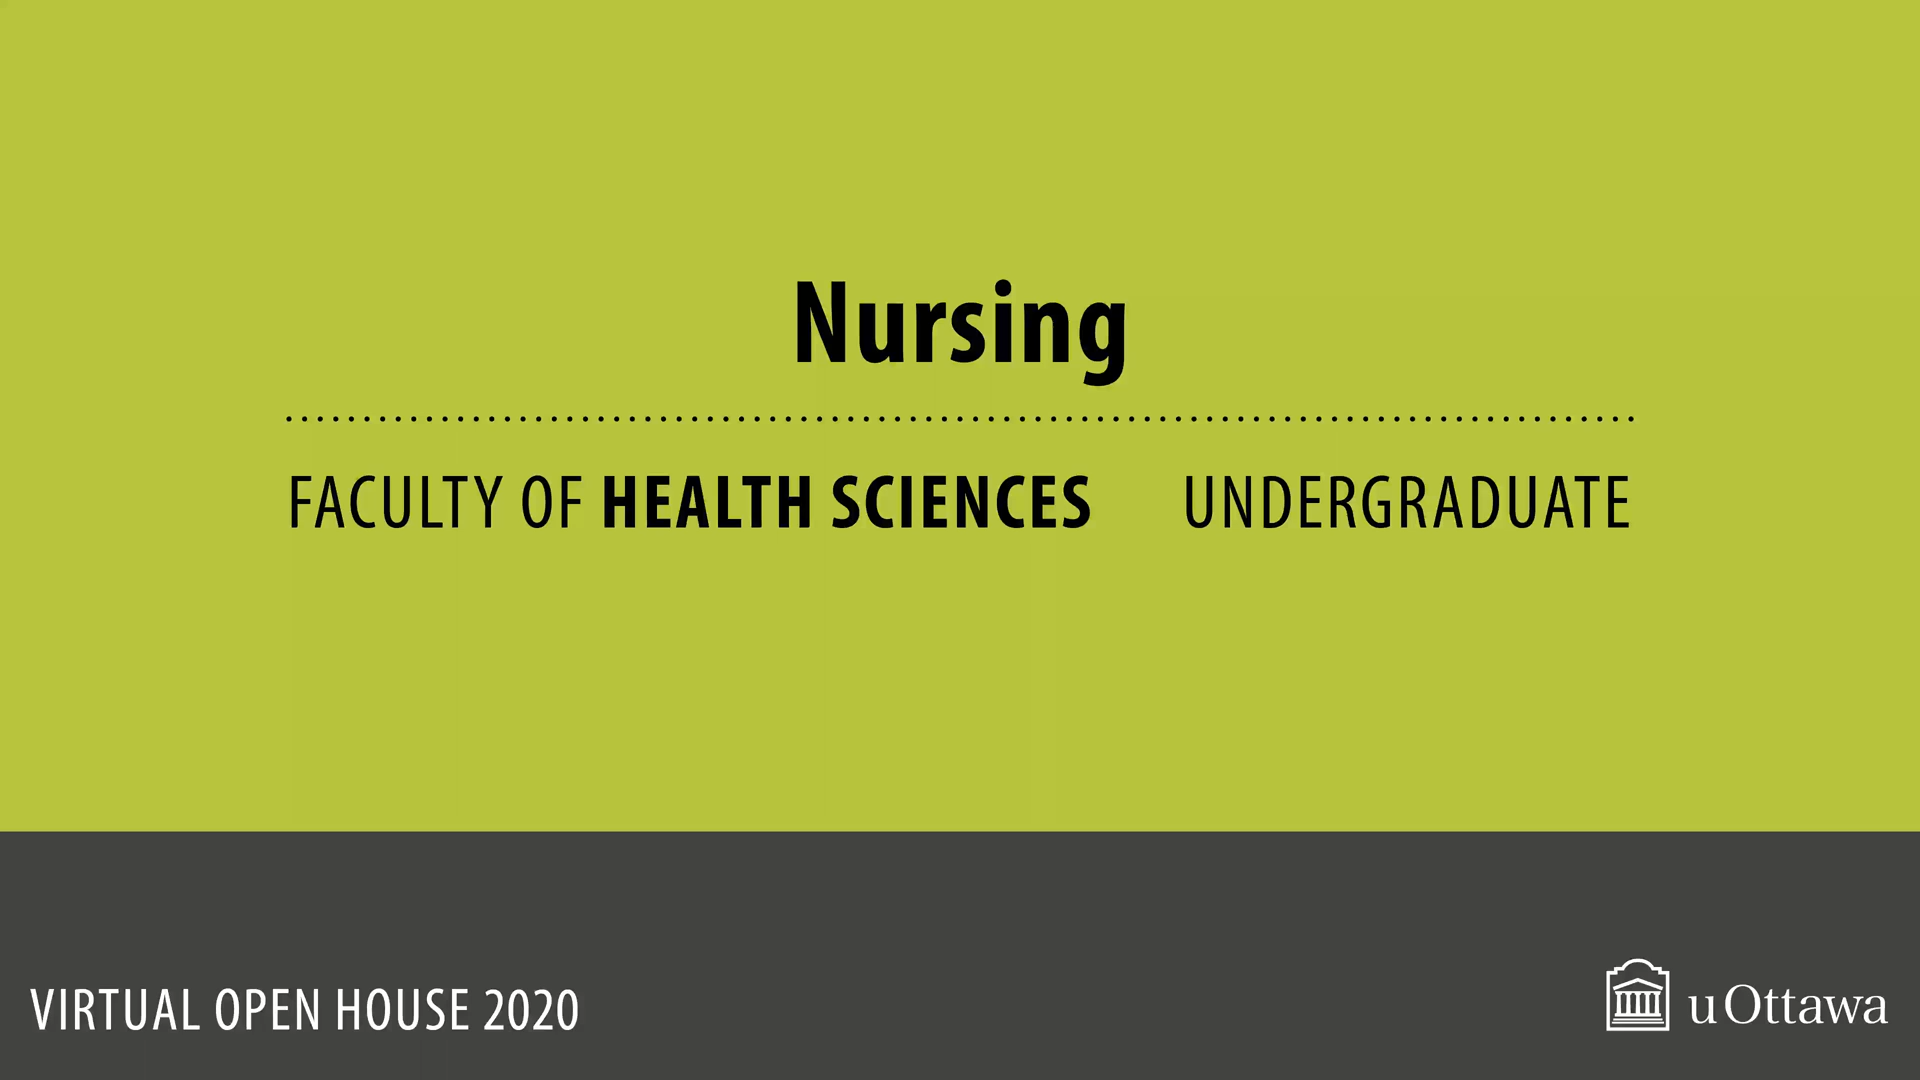 Nursing
FACULTY OF HEALTH SCIENCES UNDERGRADUATE
VIRTUAL OPEN HOUSE 2020
uOttawa